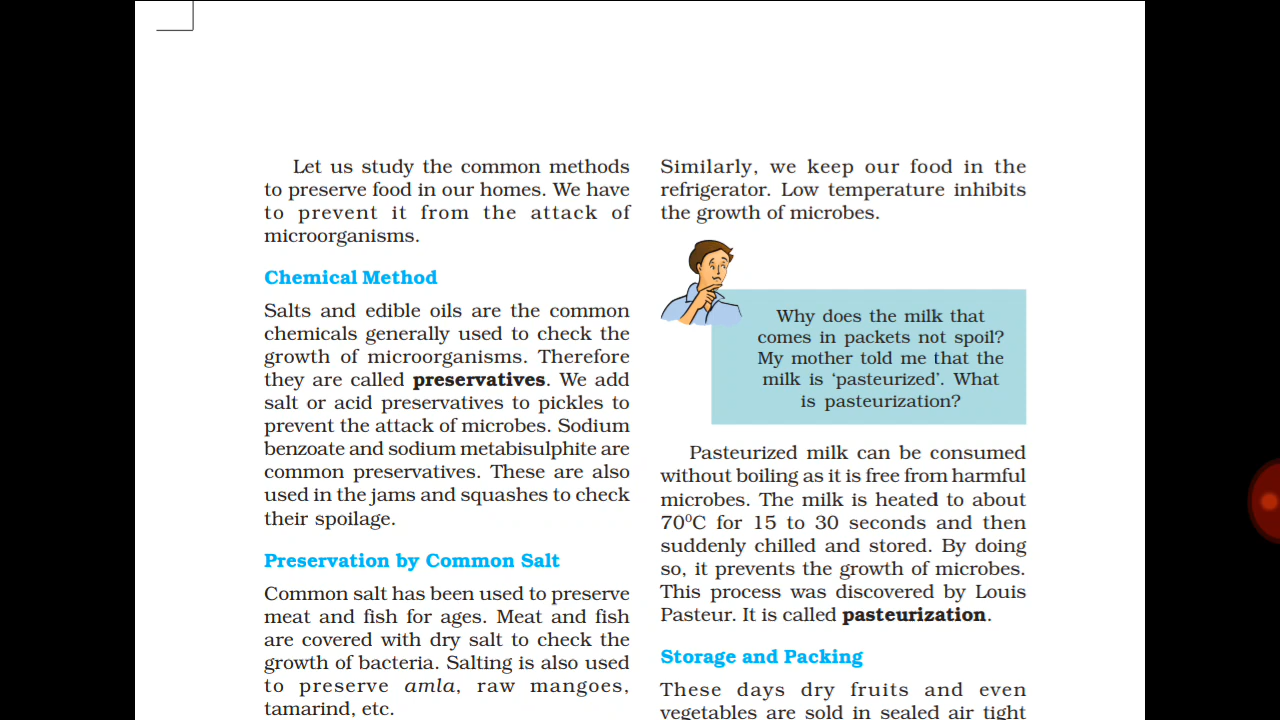 Let us study the common methods
to preserve food in our homes. We have
to prevent it from the attack of
microorganisms.
Chemical Method
Salts and edible oils are the common
chemicals generally used to check the
growth of microorganisms. Therefore
they are called preservatives. We add
salt or acid preservatives to pickles to
prevent the attack of microbes. Sodium
benzoate and sodium metabisulphite are
common preservatives. These are also
used in the jams and squashes to check
their spoilage.
Preservation by Common Salt
Common salt has been used to preserve
meat and fish for ages. Meat and fish
are covered with dry salt to check the
growth of bacteria. Salting is also used
to preserve amla, raw mangoes,
tamarind, etc.
Similarly, we keep our food in the
refrigerator. Low temperature inhibits
the growth of microbes.
Why does the milk that
comes in packets not spoil?
My mother told me that the
milk is ‘pasteurized’. What
is pasteurization?
Pasteurized milk can be consumed
without boiling as it is free from harmful
microbes. The milk is heated to about
70⁰C for 15 to 30 seconds and then
suddenly chilled and stored. By doing
so, it prevents the growth of microbes.
This process was discovered by Louis
Pasteur. It is called pasteurization.
Storage and Packing
These days dry fruits and even
vegetables are sold in sealed air tight